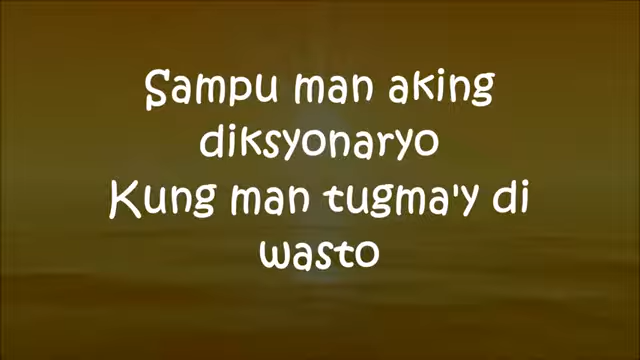 Sampu man aking
diksyonaryo
Kung man tugma'y di
wasto